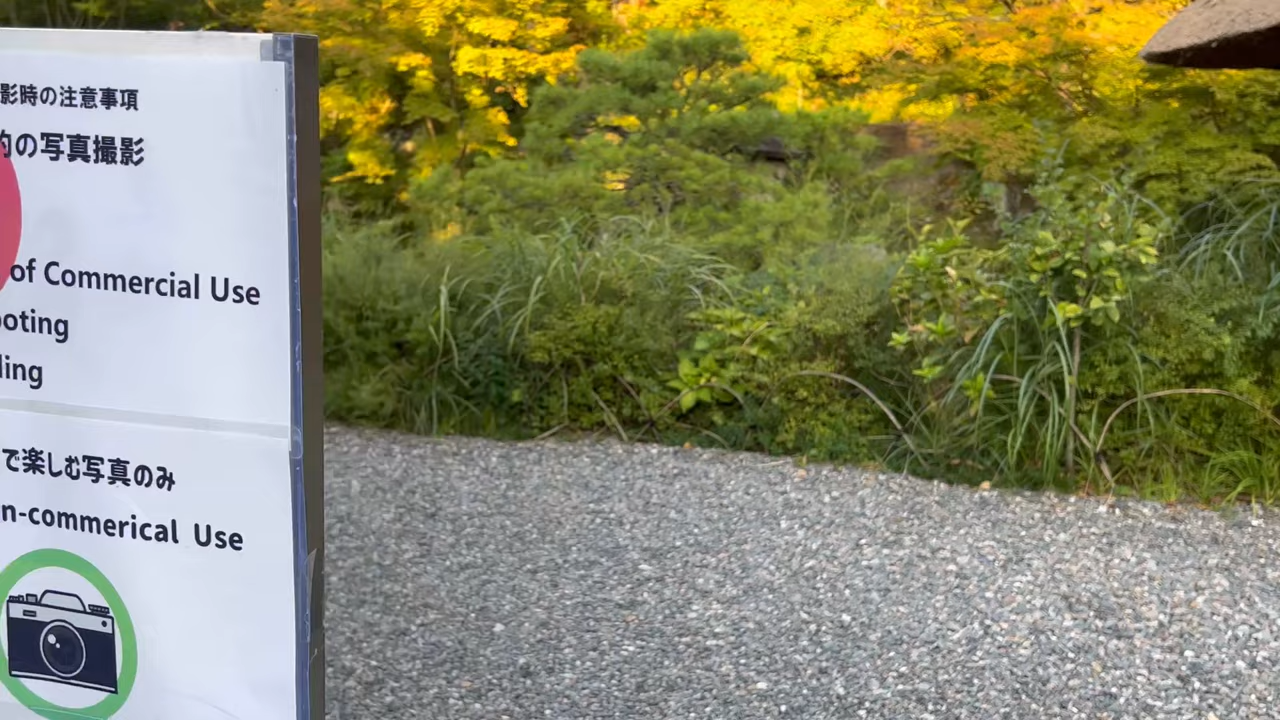 影時の注意事項
的の写真撮影
of Commercial Use
ooting
ling
で楽しむ写真のみ
n-commerical Use